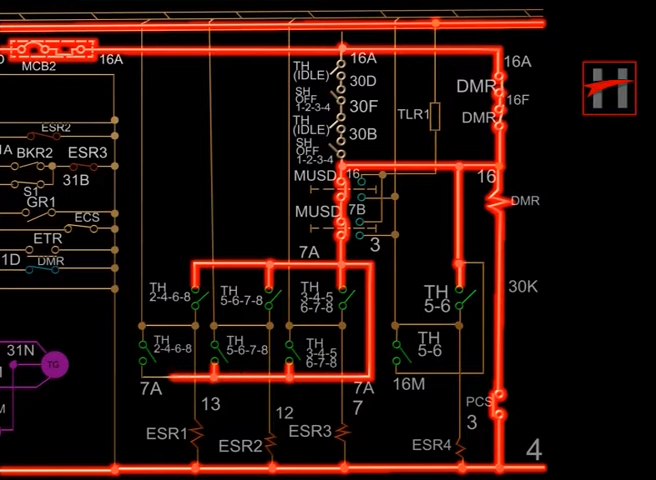 MCB2
16A
TH
(IDLE)
16A
30D
SH
OFF
1-2-3-4
30F
TH
(IDLE)
30B
SH
OFF
1-2-3-4
TLR1
16A
DMR
16F
DMR
ESR2
BKR2
ESR3
31B
S1
GR1
ECS
ETR
1D
DMR
MUSD
16
MUSD
7B
3
16
DMR
7A
30K
TH
2-4-6-8
TH
5-6-7-8
TH
3-4-5
6-7-8
TH
5-6
TH
2-4-6-8
TH
5-6-7-8
TH
3-4-5
6-7-8
TH
5-6
31N
TG
7A
7A
16M
PCS
13
12
7
3
ESR1
ESR2
ESR3
ESR4
4
H